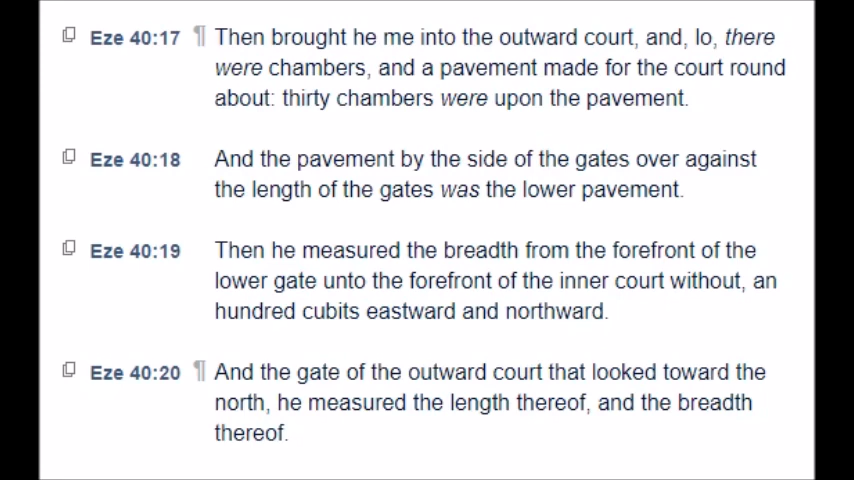 Eze 40:17 ¶ Then brought he me into the outward court, and, lo, there
were chambers, and a pavement made for the court round
about: thirty chambers were upon the pavement.
Eze 40:18 And the pavement by the side of the gates over against
the length of the gates was the lower pavement.
Eze 40:19 Then he measured the breadth from the forefront of the
lower gate unto the forefront of the inner court without, an
hundred cubits eastward and northward.
Eze 40:20 ¶ And the gate of the outward court that looked toward the
north, he measured the length thereof, and the breadth
thereof.